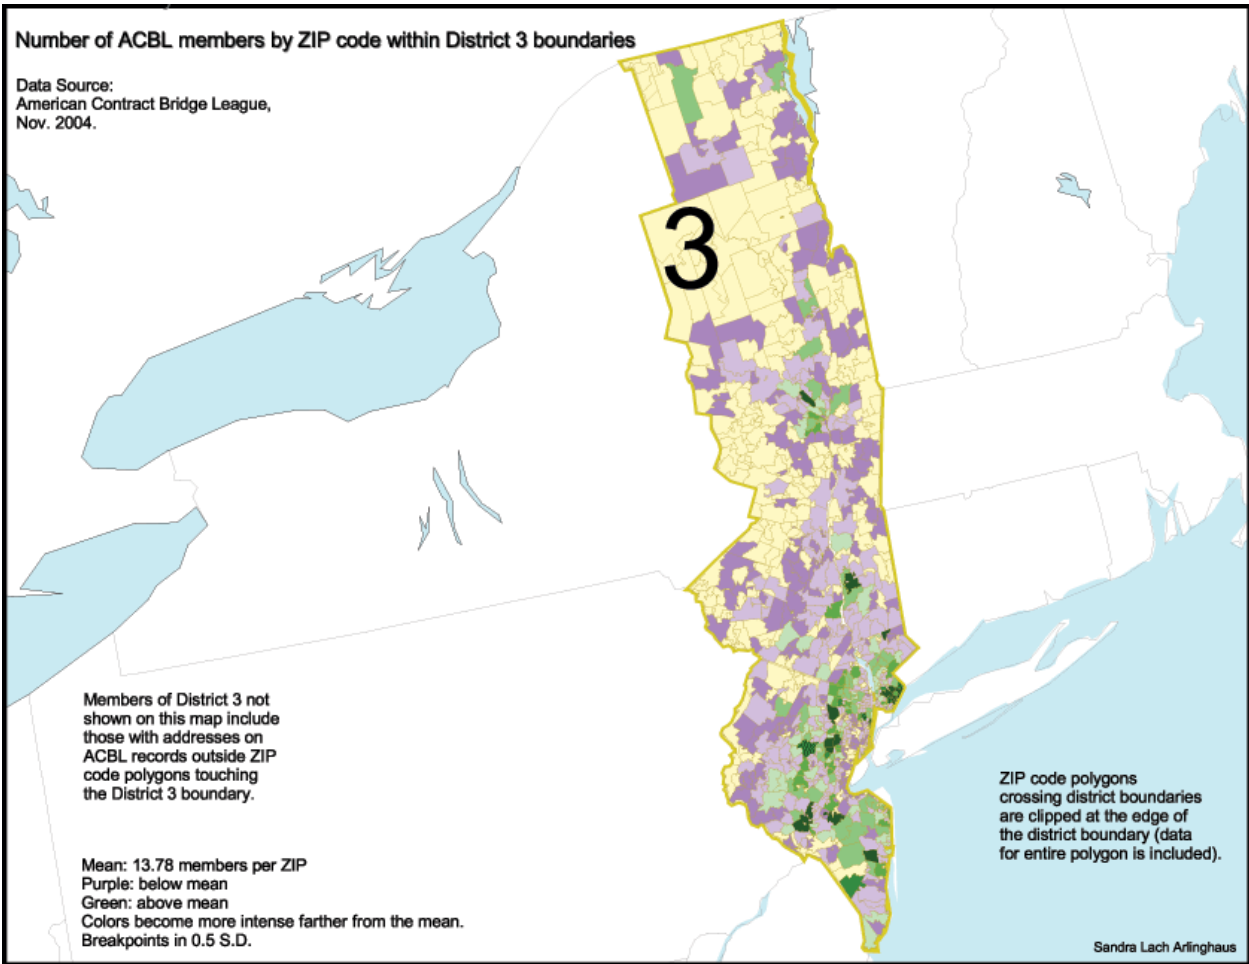 Number of ACBL members by ZIP code within District 3 boundaries
Data Source:
American Contract Bridge League,
Nov. 2004.
3
Members of District 3 not
shown on this map include
those with addresses on
ACBL records outside ZIP
code polygons touching
the District 3 boundary.
ZIP code polygons
crossing district boundaries
are clipped at the edge of
the district boundary (data
for entire polygon is included).
Mean: 13.78 members per ZIP
Purple: below mean
Green: above mean
Colors become more intense farther from the mean.
Breakpoints in 0.5 S.D.
Sandra Lach Arlinghaus